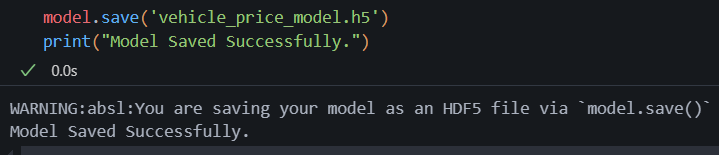 model.save('vehicle_price_model.h5')
print("Model Saved Successfully.")
✓ 0.0s
WARNING:absl:You are saving your model as an HDF5 file via `model.save()`
Model Saved Successfully.